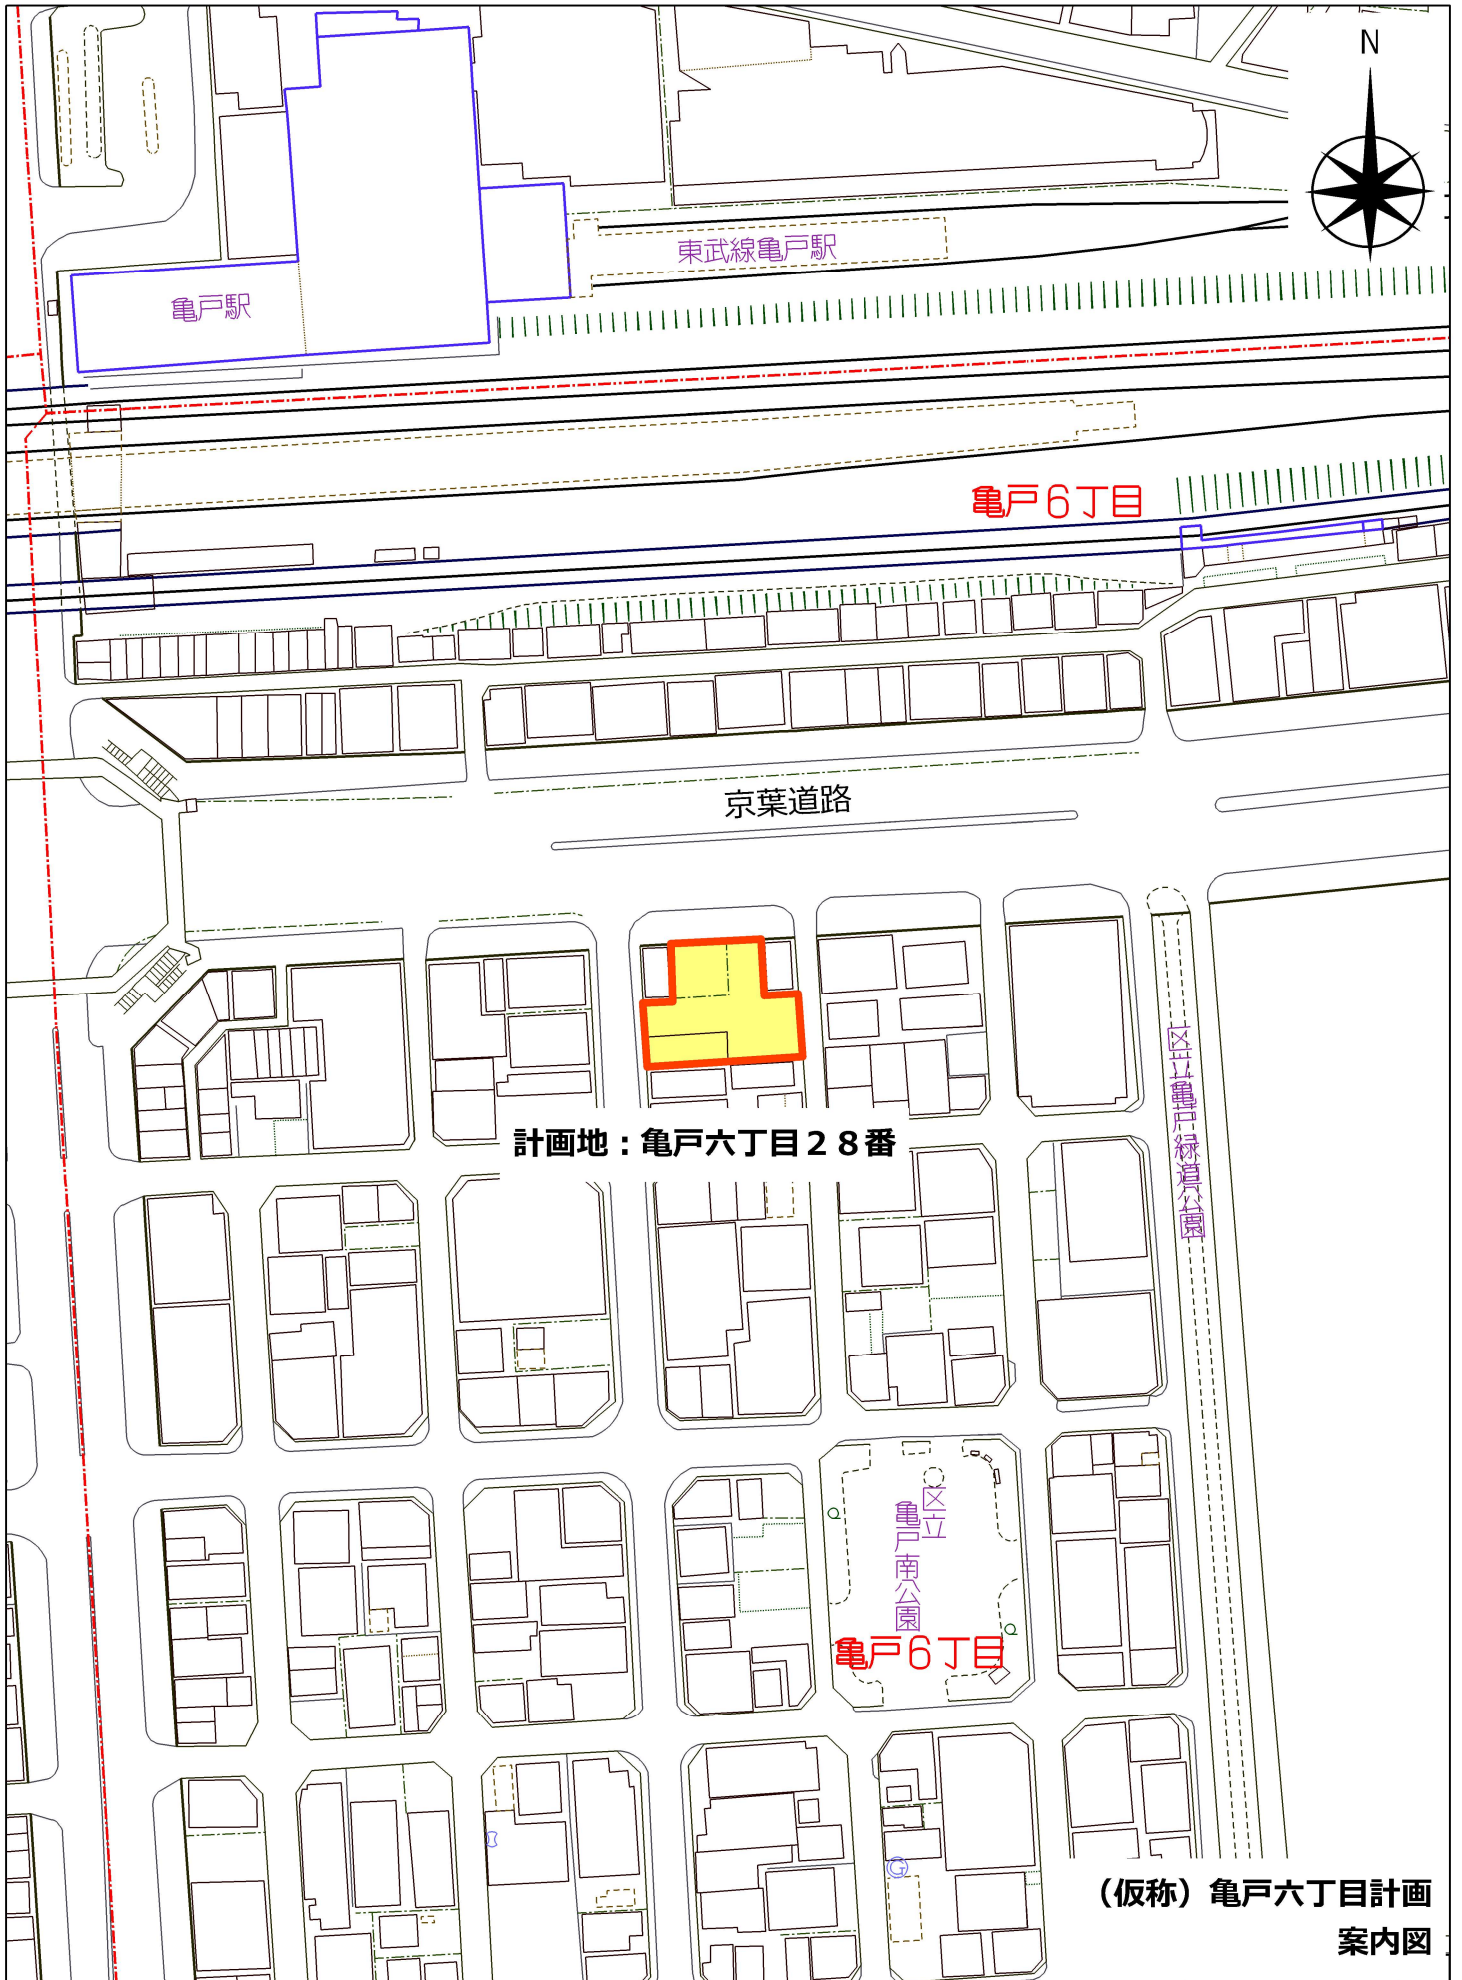 N
東武線亀戸駅
亀戸駅
亀戸6丁目
京葉道路
区立亀戸緑道公園
計画地：亀戸六丁目２８番
区立
亀戸南公園
亀戸6丁目
G
（仮称）亀戸六丁目計画
案内図